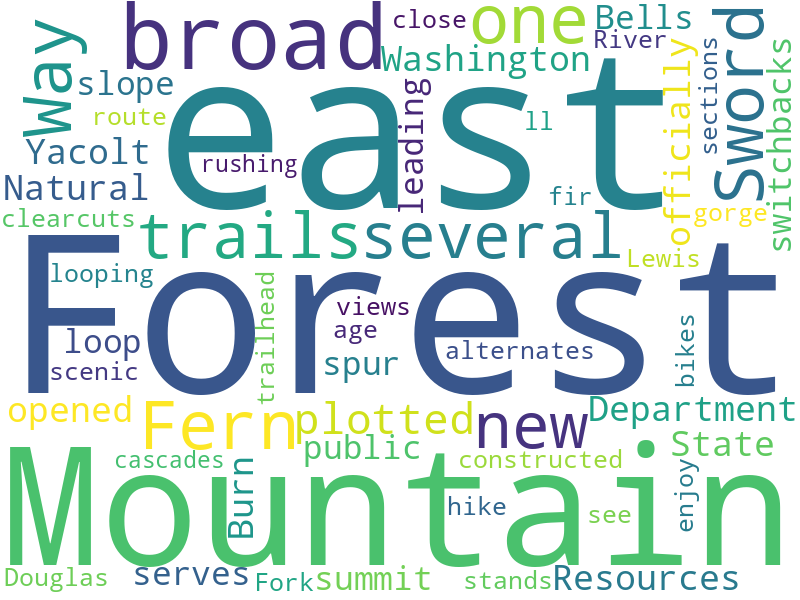 broad
close
one
Bells
River
Way
slope
Washington
route
east
ll
Yacolt
rushing
leading
fir
officially
sections
Sword
switchbacks
Natural
clearcuts
trails
several
gorge
Lewis
looping
Forest
loop
scenic
trailhead
views
age
spur
alternates
bikes
opened
Fern
plotted
new
Department
public
State
cascades
constructed
Burn
Mountain
hike
see
enjoy
Douglas
serves
Fork
summit
stands
Resources